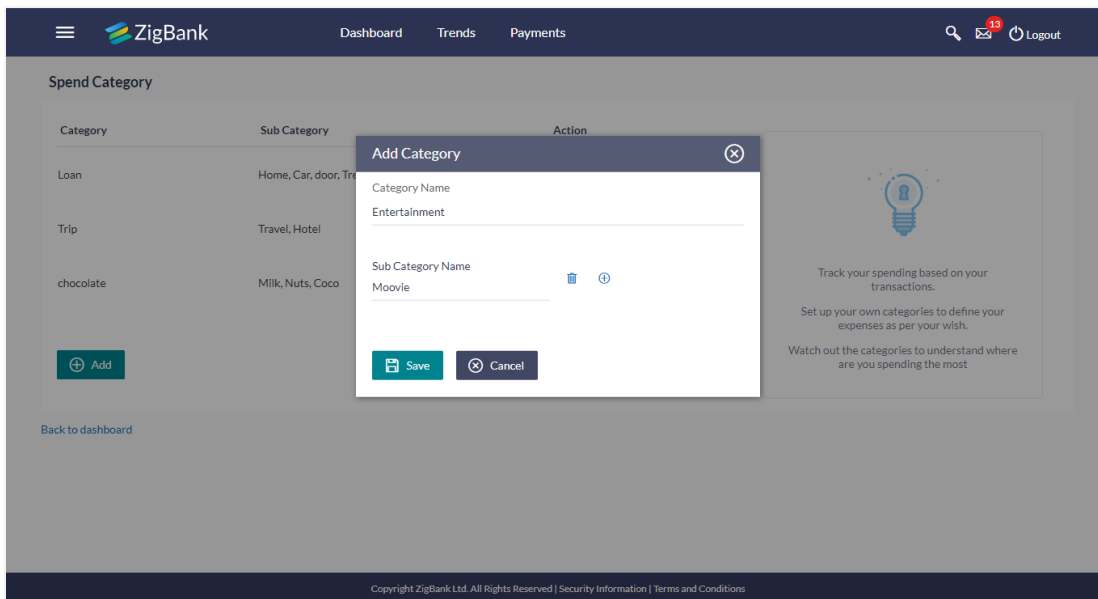 ZigBank
Dashboard Trends Payments
13
Logout
Spend Category
Category Sub Category Action
Add Category
Category Name
Entertainment
Sub Category Name
Moovie
Save Cancel
Loan Home, Car, door, Tre
Trip Travel, Hotel
chocolate Milk, Nuts, Coco
Add
Track your spending based on your
transactions.
Set up your own categories to define your
expenses as per your wish.
Watch out the categories to understand where
are you spending the most
Back to dashboard
Copyright ZigBank Ltd. All Rights Reserved | Security Information | Terms and Conditions